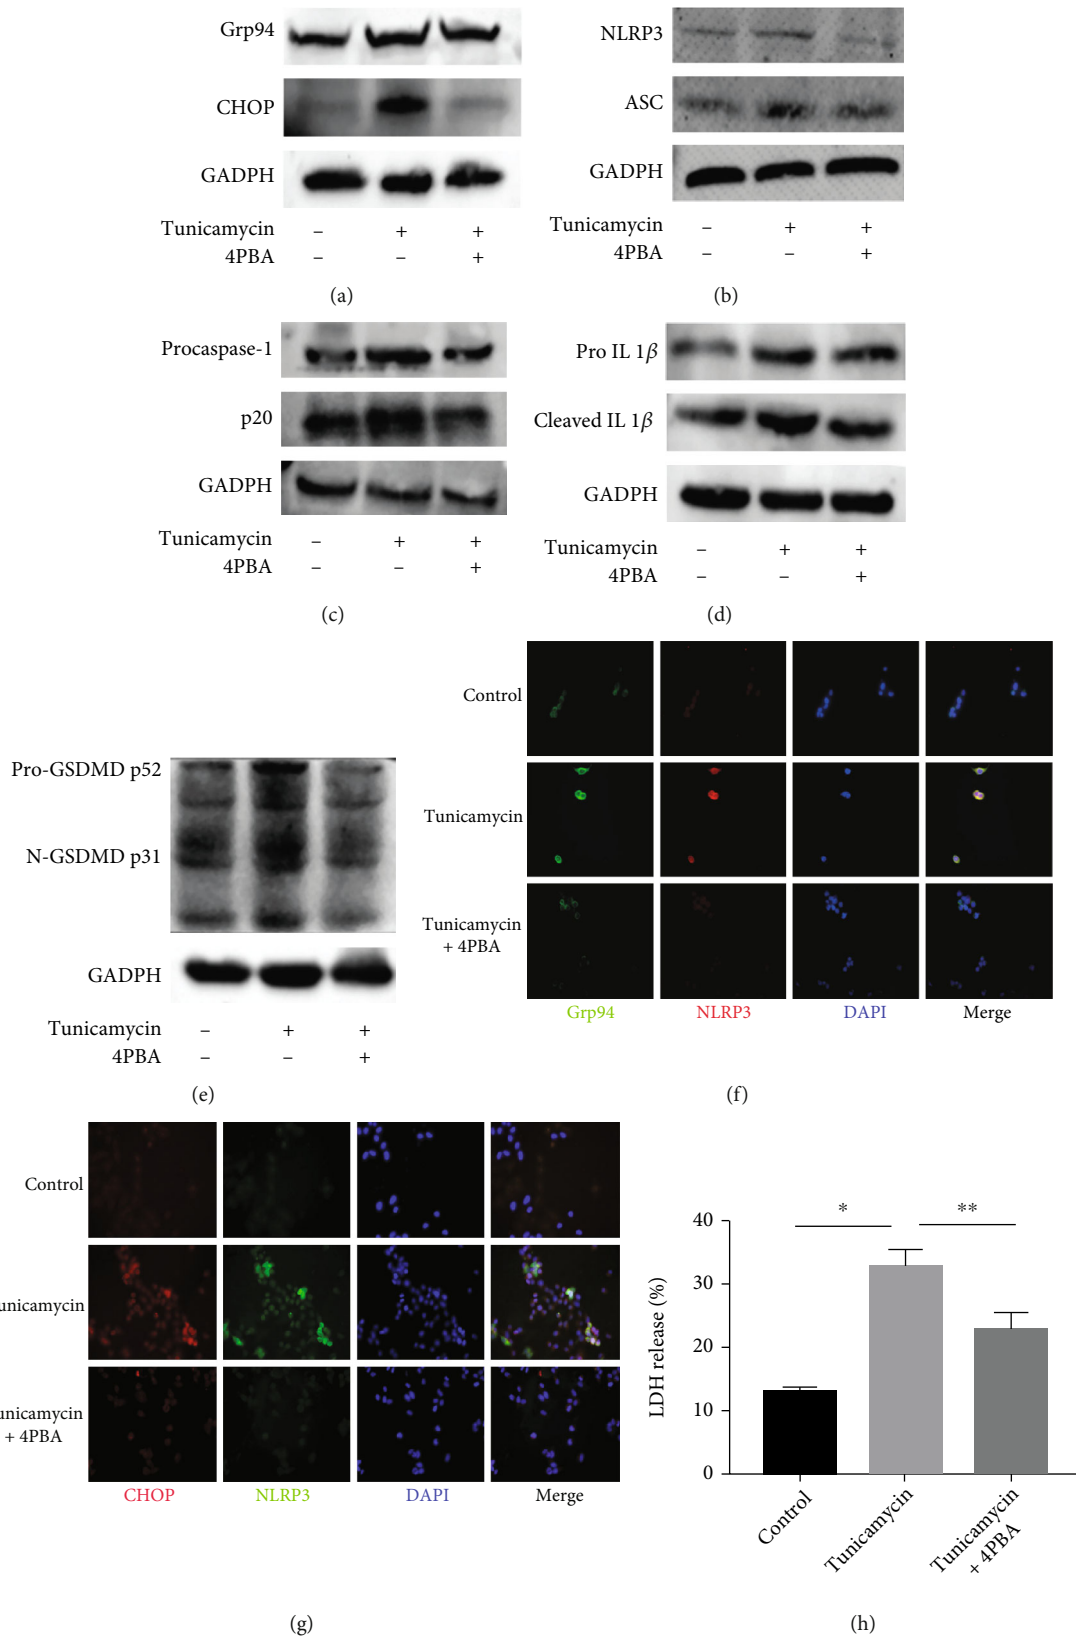 Grp94
CHOP
GADPH
Tunicamycin – + +
4PBA – – +
(a)
NLRP3
ASC
GADPH
Tunicamycin – + +
4PBA – – +
(b)
Procaspase-1
p20
GADPH
Tunicamycin – + +
4PBA – – +
(c)
Pro IL 1β
Cleaved IL 1β
GADPH
Tunicamycin – + +
4PBA – – +
(d)
Pro-GSDMD p52
N-GSDMD p31
GADPH
Tunicamycin – + +
4PBA – – +
(e)
Control
Tunicamycin
Tunicamycin
+ 4PBA
Grp94 NLRP3 DAPI Merge
(f)
Control
unicamycin
unicamycin
+ 4PBA
CHOP NLRP3 DAPI Merge
(g)
LDH release (%)
40
30
20
10
0
* **
Control
Tunicamycin
Tunicamycin
+ 4PBA
(h)